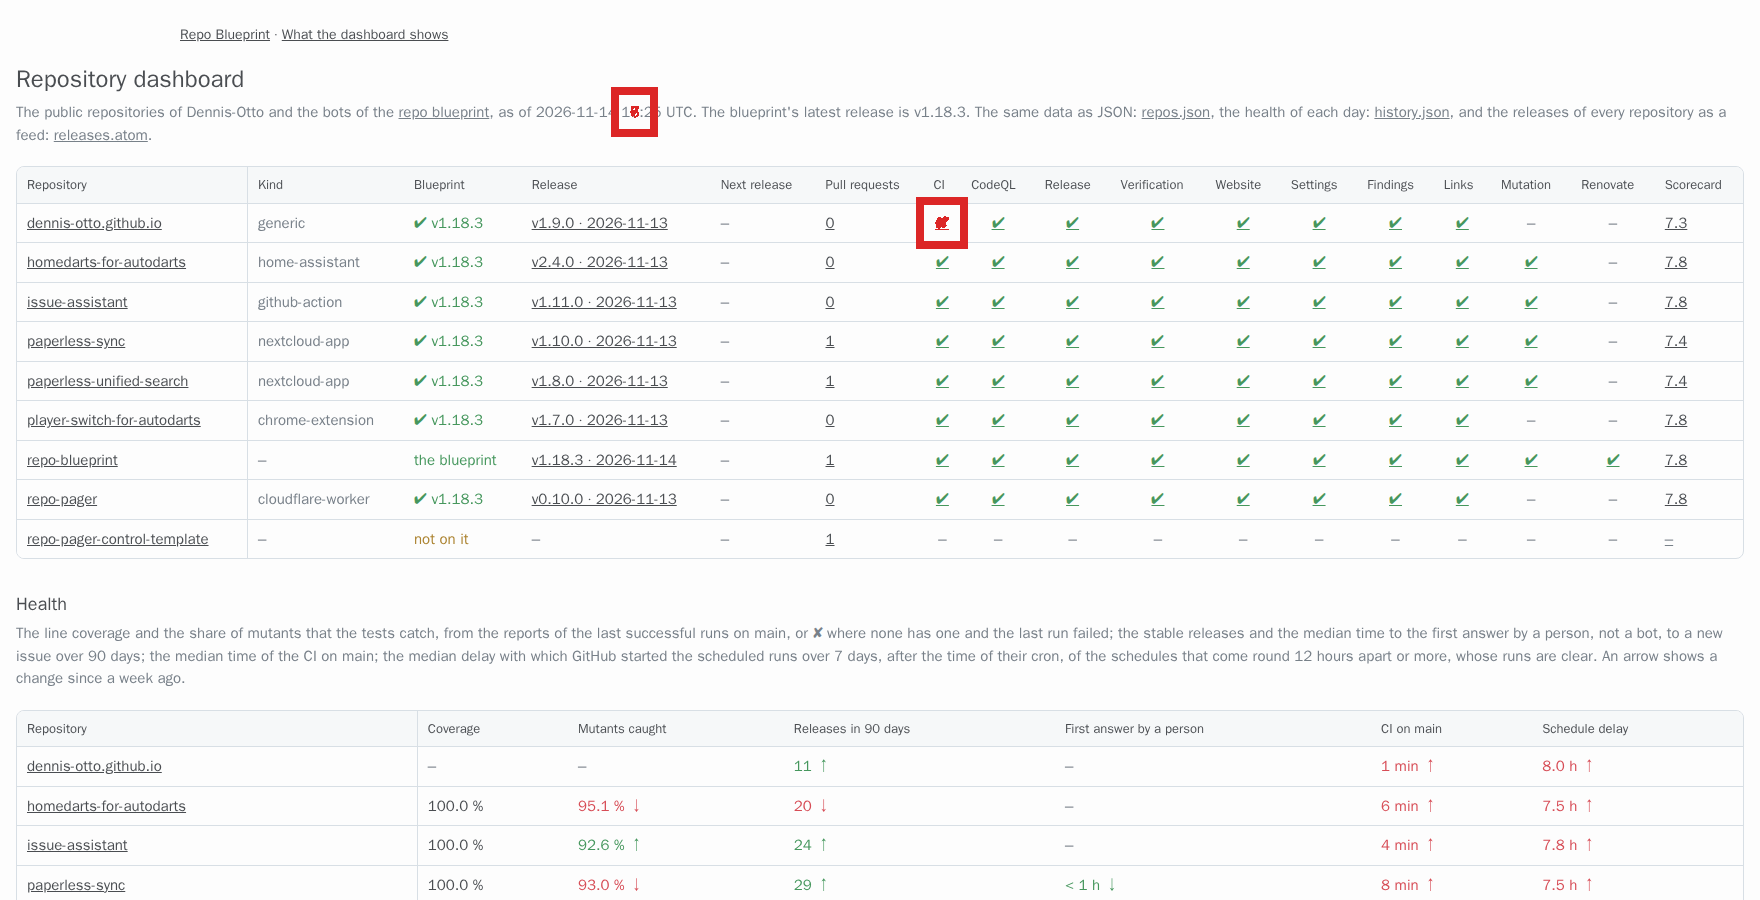 Repo Blueprint · What the dashboard shows
Repository dashboard
The public repositories of Dennis-Otto and the bots of the repo blueprint, as of 2026-11-14 UTC. The blueprint's latest release is v1.18.3. The same data as JSON: repos.json, the health of each day: history.json, and the releases of every repository as a
feed: releases.atom.
Repository Kind Blueprint Release Next release Pull requests CI CodeQL Release Verification Website Settings Findings Links Mutation Renovate Scorecard
dennis-otto.github.io generic ✔ v1.18.3 v1.9.0 · 2026-11-13 – 0 ✔ ✔ ✔ ✔ ✔ ✔ ✔ – – 7.3
homedarts-for-autodarts home-assistant ✔ v1.18.3 v2.4.0 · 2026-11-13 – 0 ✔ ✔ ✔ ✔ ✔ ✔ ✔ ✔ ✔ – 7.8
issue-assistant github-action ✔ v1.18.3 v1.11.0 · 2026-11-13 – 0 ✔ ✔ ✔ ✔ ✔ ✔ ✔ ✔ ✔ – 7.8
paperless-sync nextcloud-app ✔ v1.18.3 v1.10.0 · 2026-11-13 – 1 ✔ ✔ ✔ ✔ ✔ ✔ ✔ ✔ ✔ – 7.4
paperless-unified-search nextcloud-app ✔ v1.18.3 v1.8.0 · 2026-11-13 – 1 ✔ ✔ ✔ ✔ ✔ ✔ ✔ ✔ ✔ – 7.4
player-switch-for-autodarts chrome-extension ✔ v1.18.3 v1.7.0 · 2026-11-13 – 0 ✔ ✔ ✔ ✔ ✔ ✔ ✔ ✔ – – 7.8
repo-blueprint – the blueprint v1.18.3 · 2026-11-14 – 1 ✔ ✔ ✔ ✔ ✔ ✔ ✔ ✔ ✔ ✔ 7.8
repo-pager cloudflare-worker ✔ v1.18.3 v0.10.0 · 2026-11-13 – 0 ✔ ✔ ✔ ✔ ✔ ✔ ✔ ✔ – – 7.8
repo-pager-control-template – not on it – – 1 – – – – – – – – – – –
Health
The line coverage and the share of mutants that the tests catch, from the reports of the last successful runs on main, or ✘ where none has one and the last run failed; the stable releases and the median time to the first answer by a person, not a bot, to a new
issue over 90 days; the median time of the CI on main; the median delay with which GitHub started the scheduled runs over 7 days, after the time of their cron, of the schedules that come round 12 hours apart or more, whose runs are clear. An arrow shows a
change since a week ago.
Repository Coverage Mutants caught Releases in 90 days First answer by a person CI on main Schedule delay
dennis-otto.github.io – – 11 ↑ – 1 min ↑ 8.0 h ↑
homedarts-for-autodarts 100.0 % 95.1 % ↓ 20 ↓ – 6 min ↑ 7.5 h ↑
issue-assistant 100.0 % 92.6 % ↑ 24 ↑ – 4 min ↑ 7.8 h ↑
paperless-sync 100.0 % 93.0 % ↓ 29 ↑ < 1 h ↓ 8 min ↑ 7.5 h ↑